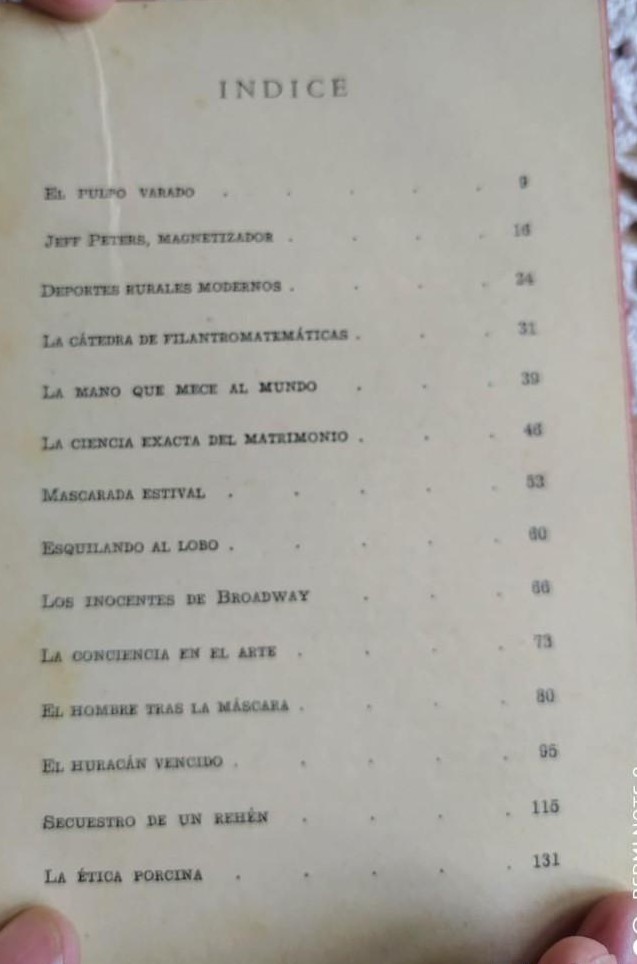 INDICE
EL PULPO VARADO . . . . . 9
JEFF PETERS, MAGNETIZADOR . . . . 16
DEPORTES RURALES MODERNOS . . . 24
LA CÁTEDRA DE FILANTROMATEMÁTICAS . . . 31
LA MANO QUE MECE AL MUNDO . . . 39
LA CIENCIA EXACTA DEL MATRIMONIO . . . 46
MASCARADA ESTIVAL . . . . . 53
ESQUILANDO AL LOBO . . . . . 60
LOS INOCENTES DE BROADWAY . . . 66
LA CONCIENCIA EN EL ARTE . . . . 73
EL HOMBRE TRAS LA MÁSCARA . . . . 80
EL HURACÁN VENCIDO . . . . . 95
SECUESTRO DE UN REHÉN . . . . 115
LA ÉTICA PORCINA . . . . . 131